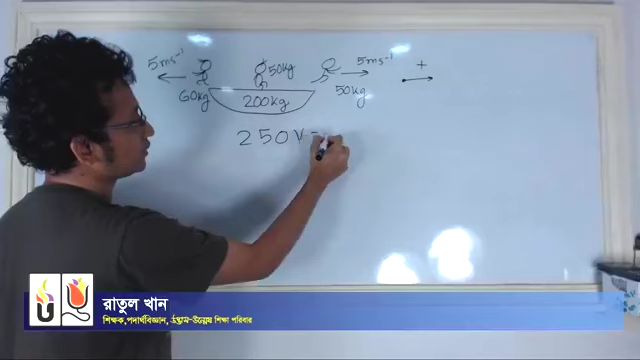 5ms⁻¹ 50kg 5ms⁻¹ +
60kg 200kg 50kg
250V=
রাতুল খান
শিক্ষক, পদার্থবিজ্ঞান, উদ্ভাস-উন্মেষ শিক্ষা পরিবার